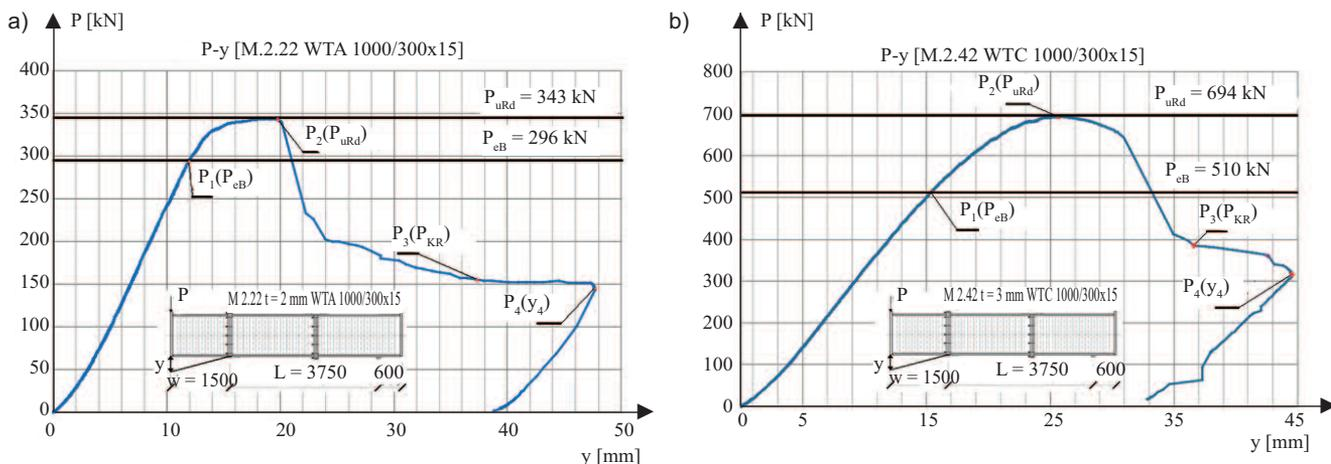 a)
P [kN]
P-y [M.2.22 WTA 1000/300x15]
400
350
300
250
200
150
100
50
0
PuRd = 343 kN
PeB = 296 kN
P2(PuRd)
P1(PeB)
P3(PKR)
P4(y4)
M 2.22 t = 2 mm WTA 1000/300x15
P
y
w = 1500
L = 3750
600
0 10 20 30 40 50
y [mm]
b)
P [kN]
P-y [M.2.42 WTC 1000/300x15]
800
700
600
500
400
300
200
100
0
P2(PuRd)
PuRd = 694 kN
PeB = 510 kN
P1(PeB)
P3(PKR)
P4(y4)
M 2.42 t = 3 mm WTC 1000/300x15
P
y
w = 1500
L = 3750
600
0 5 15 25 35 45
y [mm]